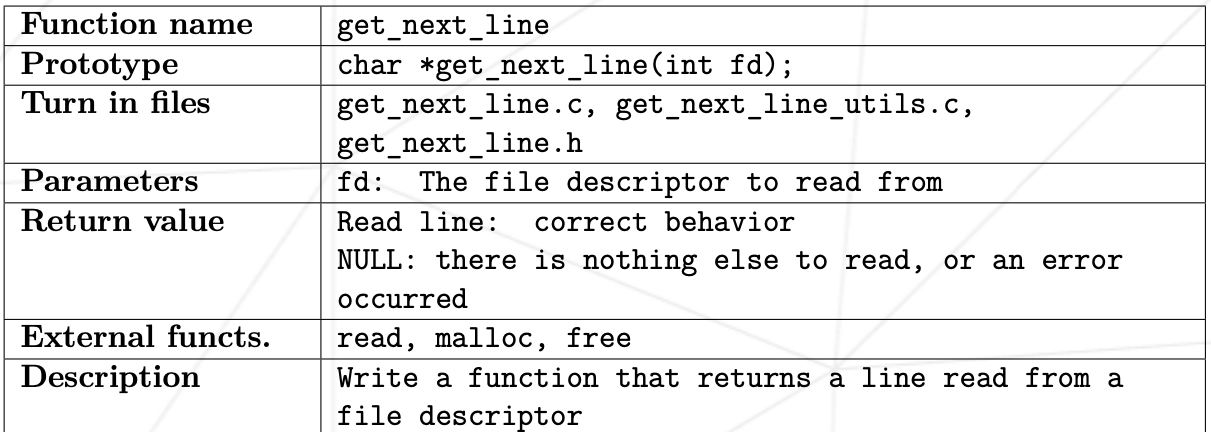 Function name get_next_line
Prototype char *get_next_line(int fd);
Turn in files get_next_line.c, get_next_line_utils.c,
get_next_line.h
Parameters fd: The file descriptor to read from
Return value Read line: correct behavior
NULL: there is nothing else to read, or an error
occurred
External functs. read, malloc, free
Description Write a function that returns a line read from a
file descriptor